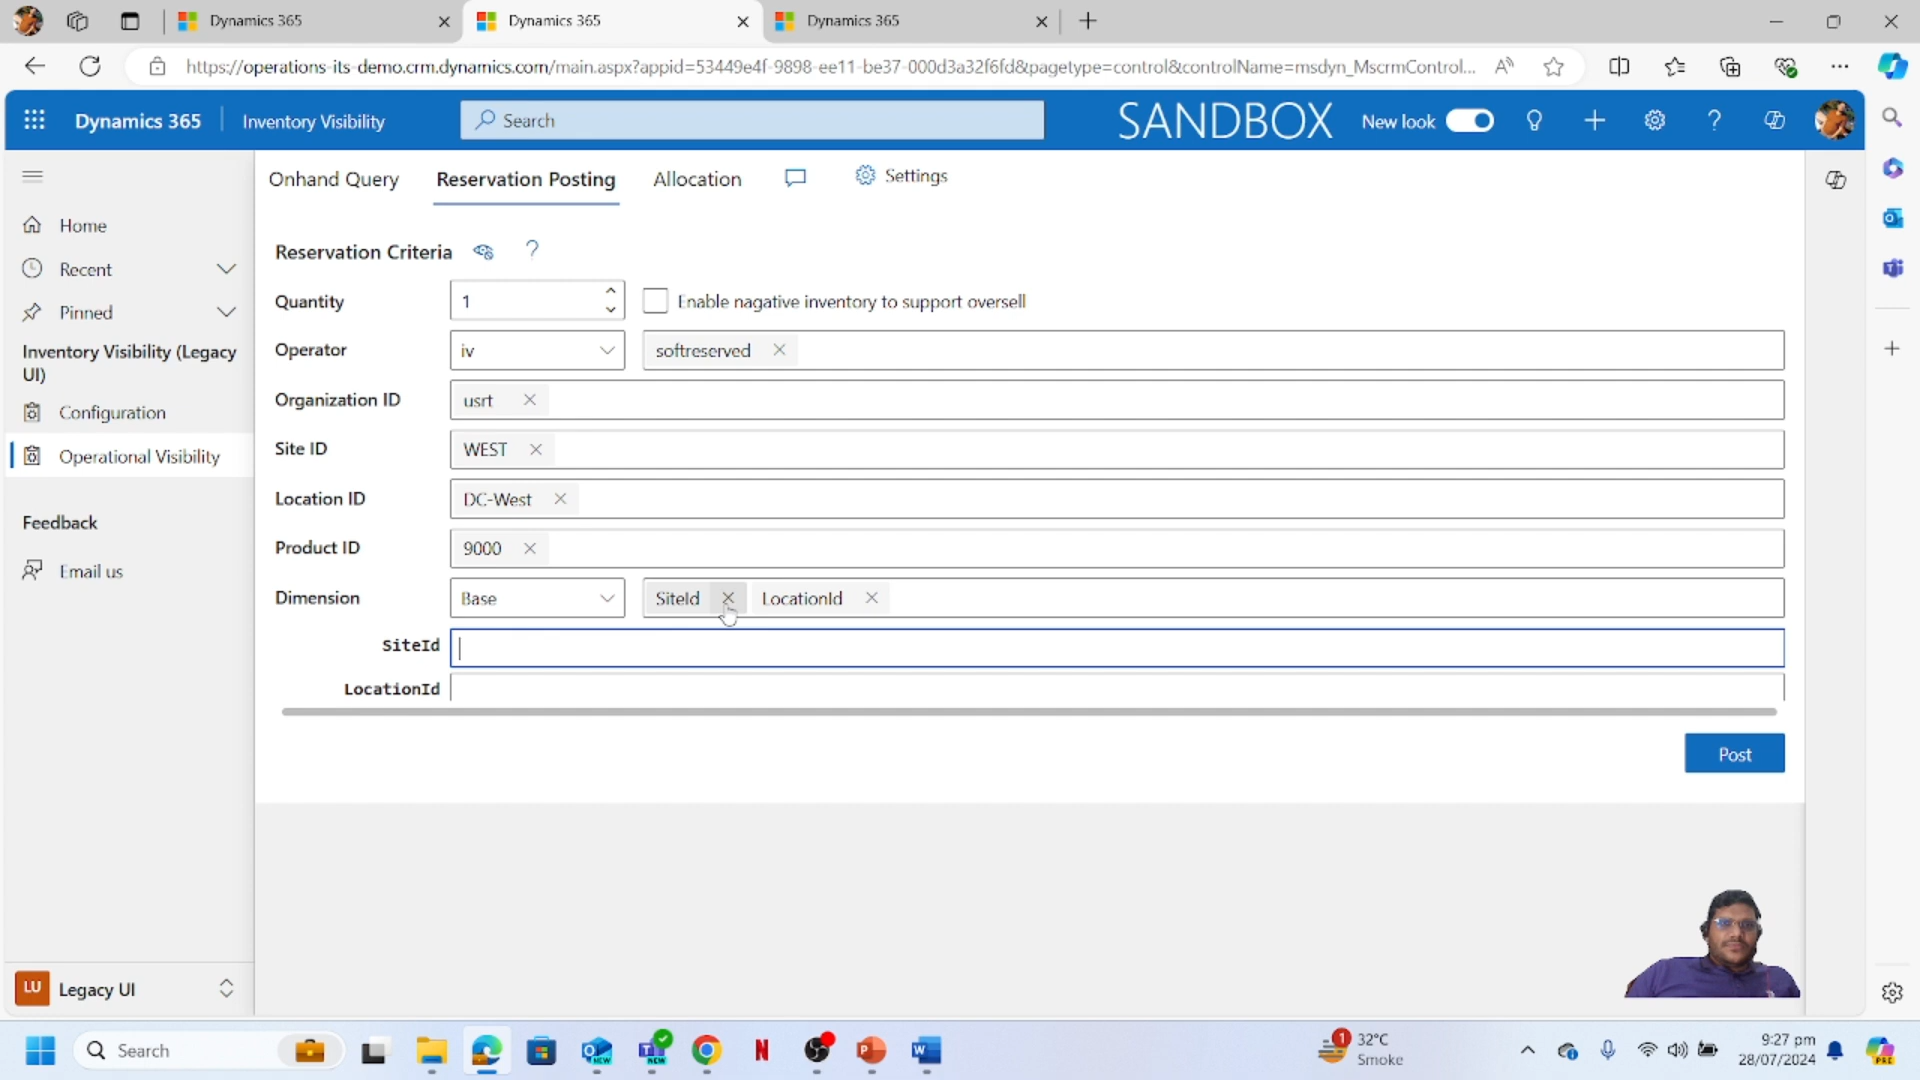 Dynamics 365
Dynamics 365
Dynamics 365
https://operations-its-demo.crm.dynamics.com/main.aspx?appid=53449e4f-9898-ee11-be37-000d3a32f6fd&pagetype=control&controlName=msdyn_MscrmControl...
Dynamics 365
Inventory Visibility
Search
SANDBOX
New look
Home
Recent
Pinned
Inventory Visibility (Legacy
UI)
Configuration
Operational Visibility
Feedback
Email us
LU Legacy UI
Onhand Query
Reservation Posting
Allocation
Settings
Reservation Criteria
Quantity 1 Enable nagative inventory to support oversell
Operator iv softreserved
Organization ID usrt
Site ID WEST
Location ID DC-West
Product ID 9000
Dimension Base SiteId LocationId
SiteId
LocationId
Post
Search
NEW
NEW
1
32°C
Smoke
9:27 pm
28/07/2024
PRE